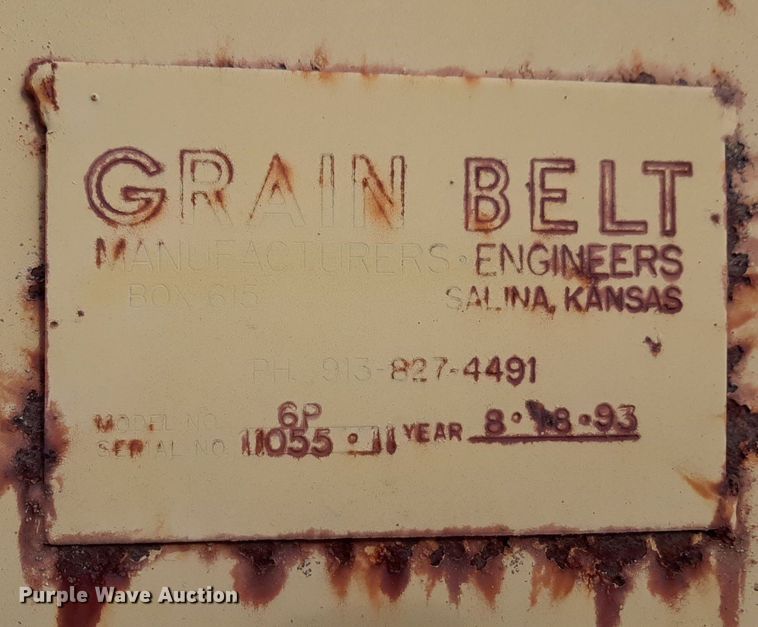 GRAIN BELT
MANUFACTURERS • ENGINEERS
BOX 615 SALINA, KANSAS
PH. 913-827-4491
MODEL NO. 6P
SERIAL NO. YEAR
Purple Wave Auction